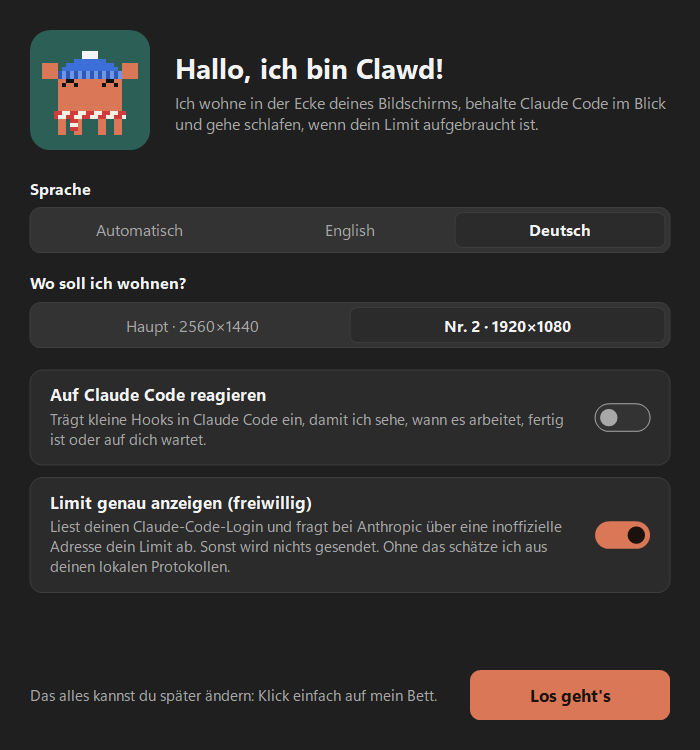 Hallo, ich bin Clawd!
Ich wohne in der Ecke deines Bildschirms, behalte Claude Code im Blick
und gehe schlafen, wenn dein Limit aufgebraucht ist.
Sprache
Automatisch English Deutsch
Wo soll ich wohnen?
Haupt · 2560×1440 Nr. 2 · 1920×1080
Auf Claude Code reagieren
Trägt kleine Hooks in Claude Code ein, damit ich sehe, wann es arbeitet, fertig
ist oder auf dich wartet.
Limit genau anzeigen (freiwillig)
Liest deinen Claude-Code-Login und fragt bei Anthropic über eine inoffizielle
Adresse dein Limit ab. Sonst wird nichts gesendet. Ohne das schätze ich aus
deinen lokalen Protokollen.
Das alles kannst du später ändern: Klick einfach auf mein Bett.
Los geht's